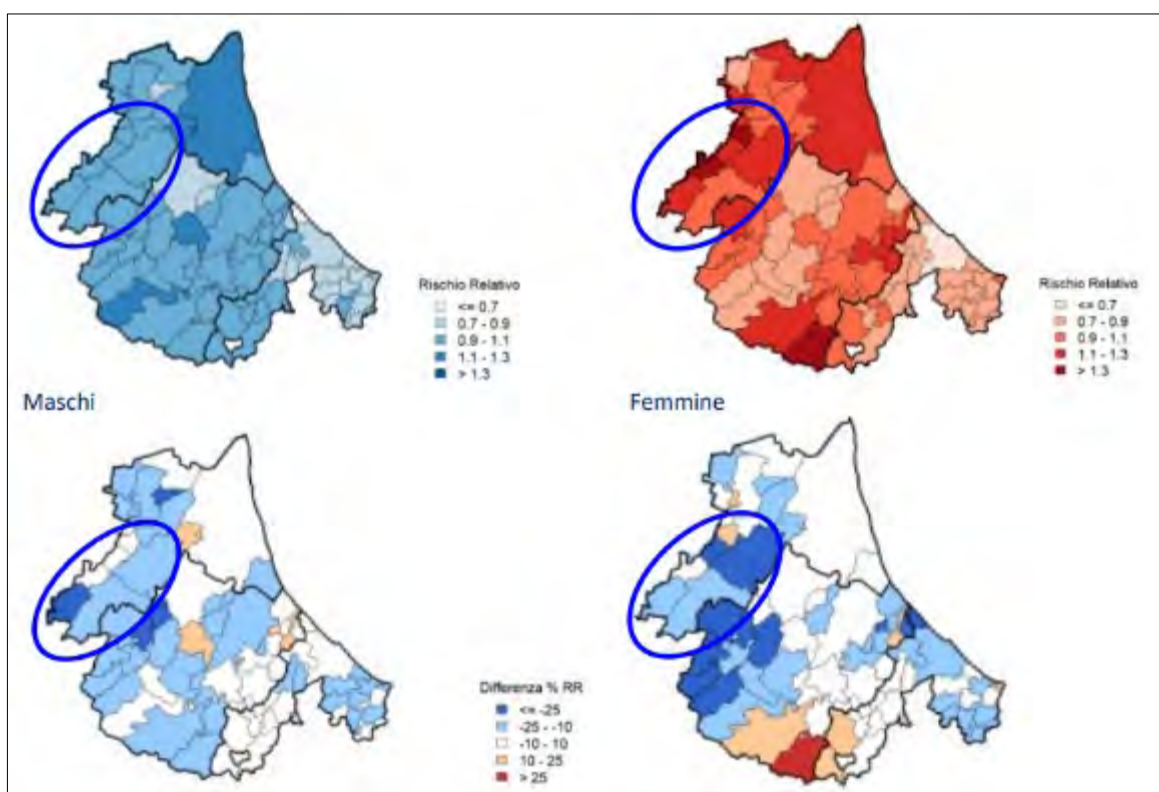 Rischio Relativo
<= 0.7
0.7 - 0.9
0.9 - 1.1
1.1 - 1.3
> 1.3
Rischio Relativo
<= 0.7
0.7 - 0.9
0.9 - 1.1
1.1 - 1.3
> 1.3
Maschi
Femmine
Differenza % RR
<= -25
-25 - -10
-10 - 10
10 - 25
> 25